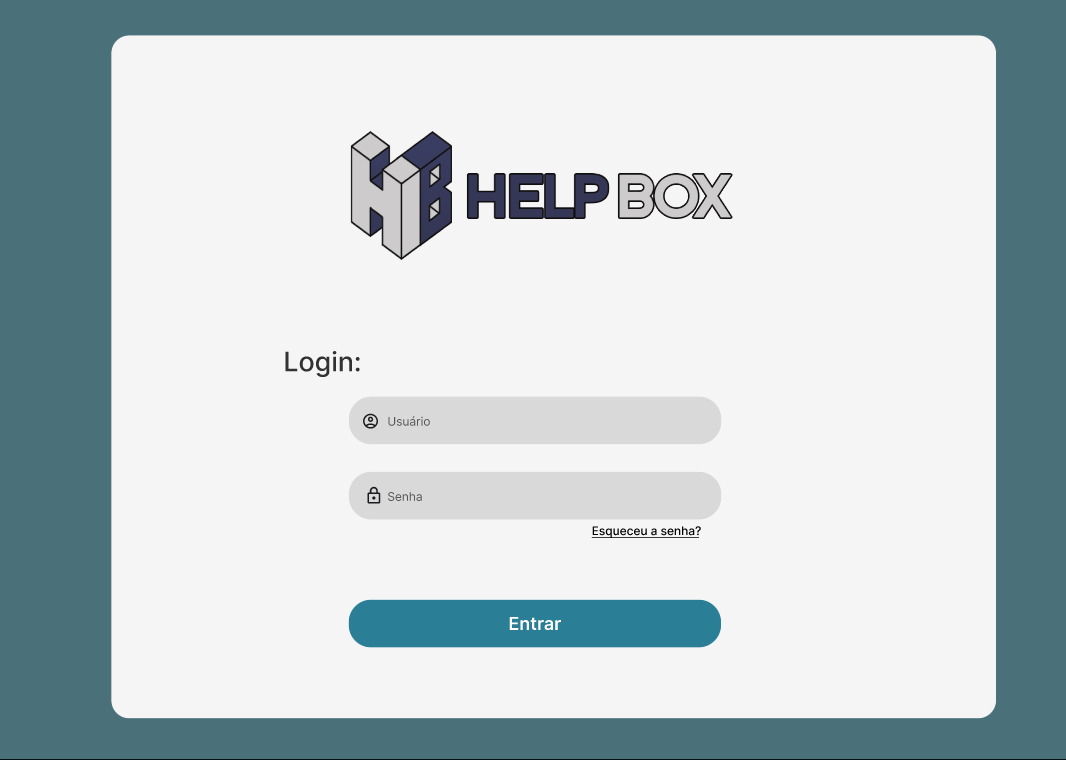 HB HELP BOX
Login:
Usuário
Senha
Esqueceu a senha?
Entrar